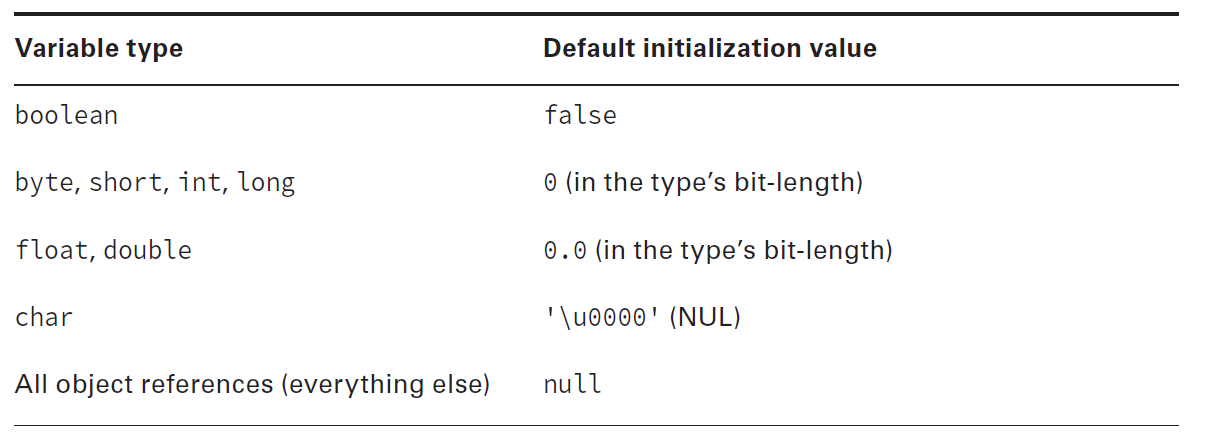 Variable type Default initialization value
boolean false
byte, short, int, long 0 (in the type’s bit-length)
float, double 0.0 (in the type’s bit-length)
char '\u0000' (NUL)
All object references (everything else) null